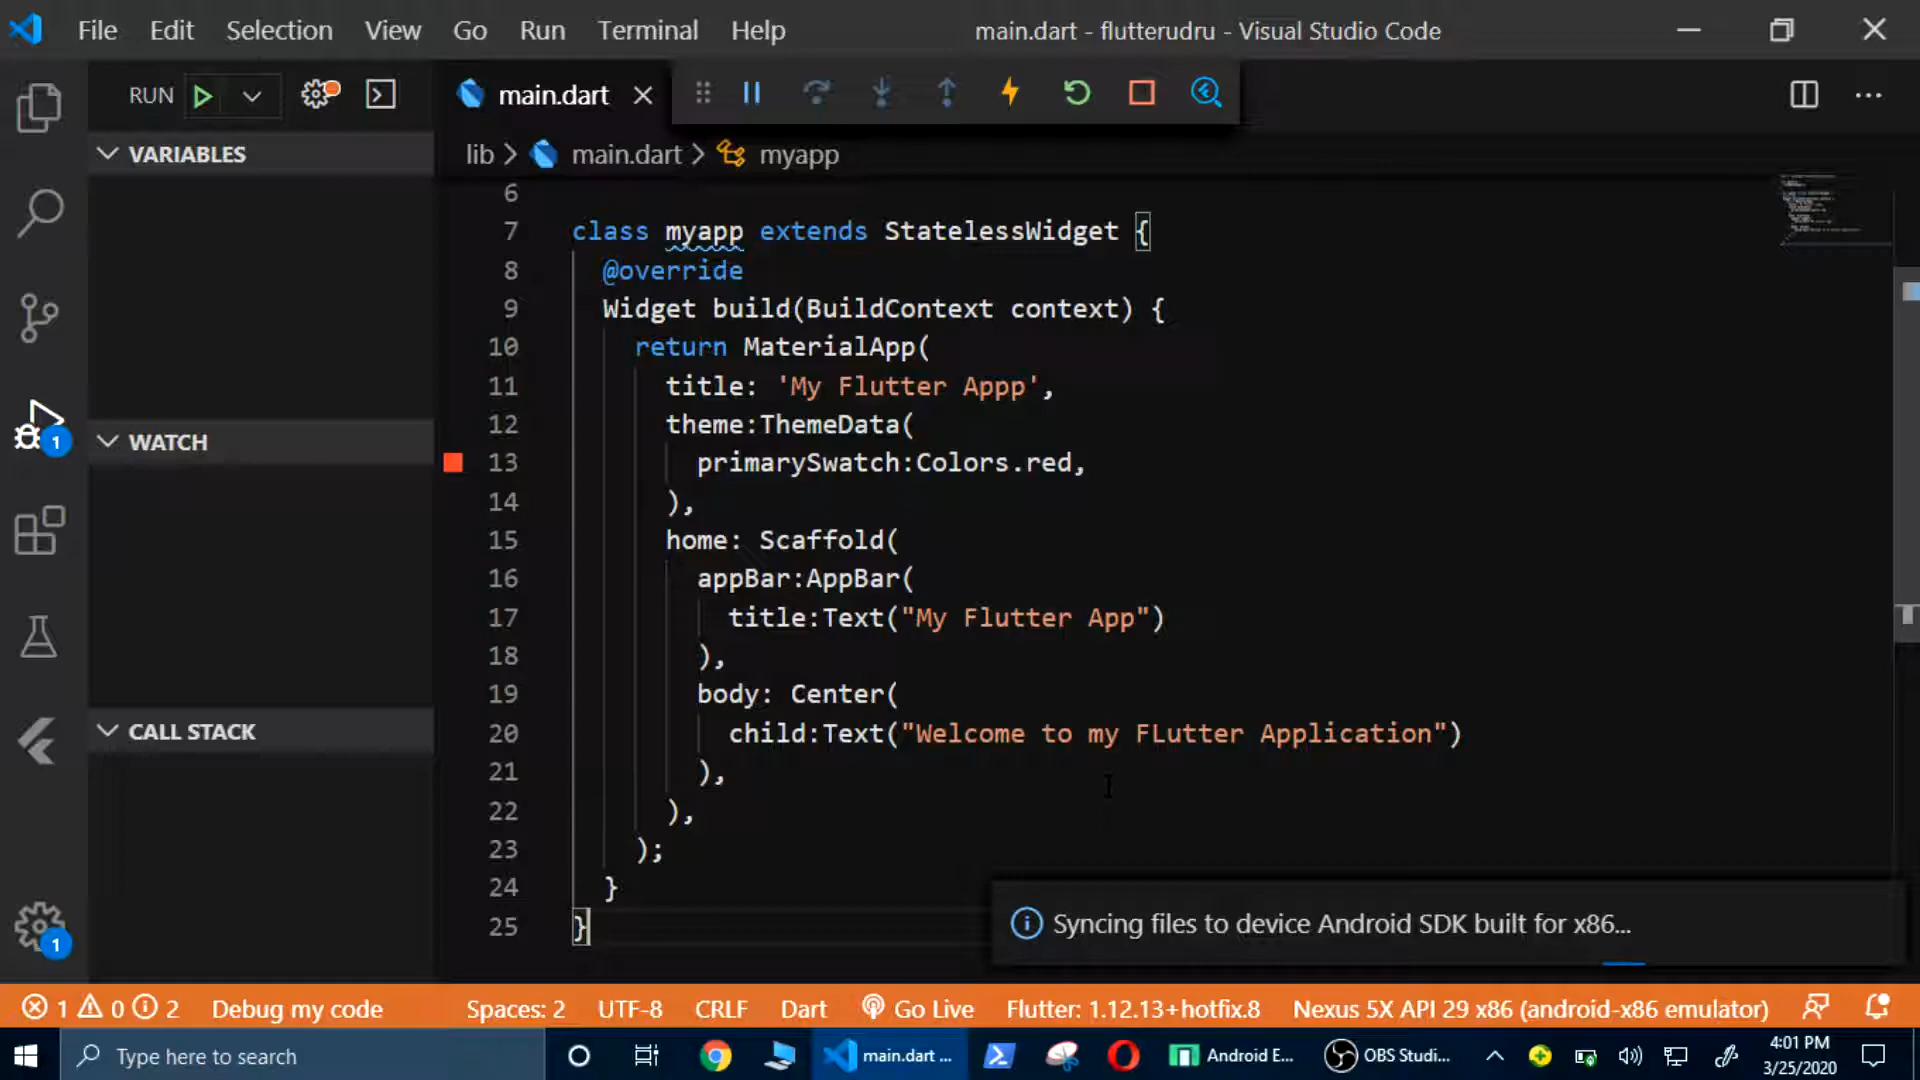 File Edit Selection View Go Run Terminal Help
main.dart - flutterudru - Visual Studio Code
RUN
main.dart
VARIABLES
lib > main.dart > myapp
6
7 class myapp extends StatelessWidget {
8 @override
9 Widget build(BuildContext context) {
10 return MaterialApp(
11 title: 'My Flutter Appp',
12 theme:ThemeData(
WATCH
13 primarySwatch:Colors.red,
14 ),
15 home: Scaffold(
16 appBar:AppBar(
17 title:Text("My Flutter App")
18 ),
19 body: Center(
CALL STACK
20 child:Text("Welcome to my FLutter Application")
21 ),
22 ),
23 );
24 }
25 }
1
1
Syncing files to device Android SDK built for x86...
1 0 2 Debug my code Spaces: 2 UTF-8 CRLF Dart Go Live Flutter: 1.12.13+hotfix.8 Nexus 5X API 29 x86 (android-x86 emulator)
Type here to search
main.dart ...
Android E...
OBS Studi...
4:01 PM
3/25/2020